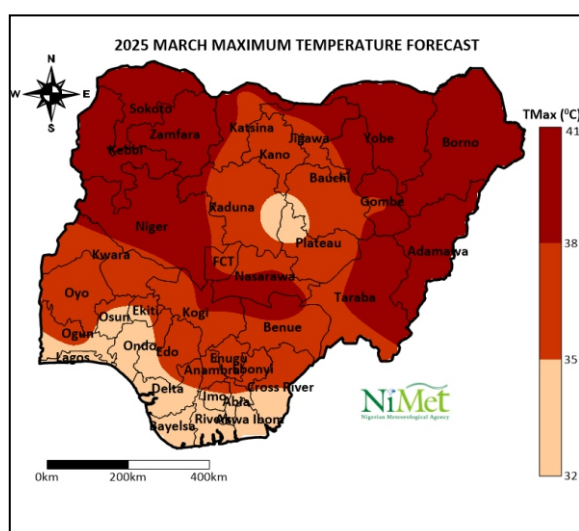 2025 MARCH MAXIMUM TEMPERATURE FORECAST
N
W E
S
TMax (⁰C)
41
38
35
32
Sokoto
Zamfara
Kebbi
Katsina
Jigawa
Kano
Yobe
Borno
Bauchi
Gombe
Kaduna
Niger
Plateau
Adamawa
FCT
Nasarawa
Kwara
Taraba
Oyo
Kogi
Benue
Ekiti
Osun
Ogun
Ondo
Edo
Lagos
Enugu
Anambra
Ebonyi
Cross River
Delta
Imo
Abia
Bayelsa
Rivers
Akwa Ibom
NiMet
Nigerian Meteorological Agency
0km 200km 400km